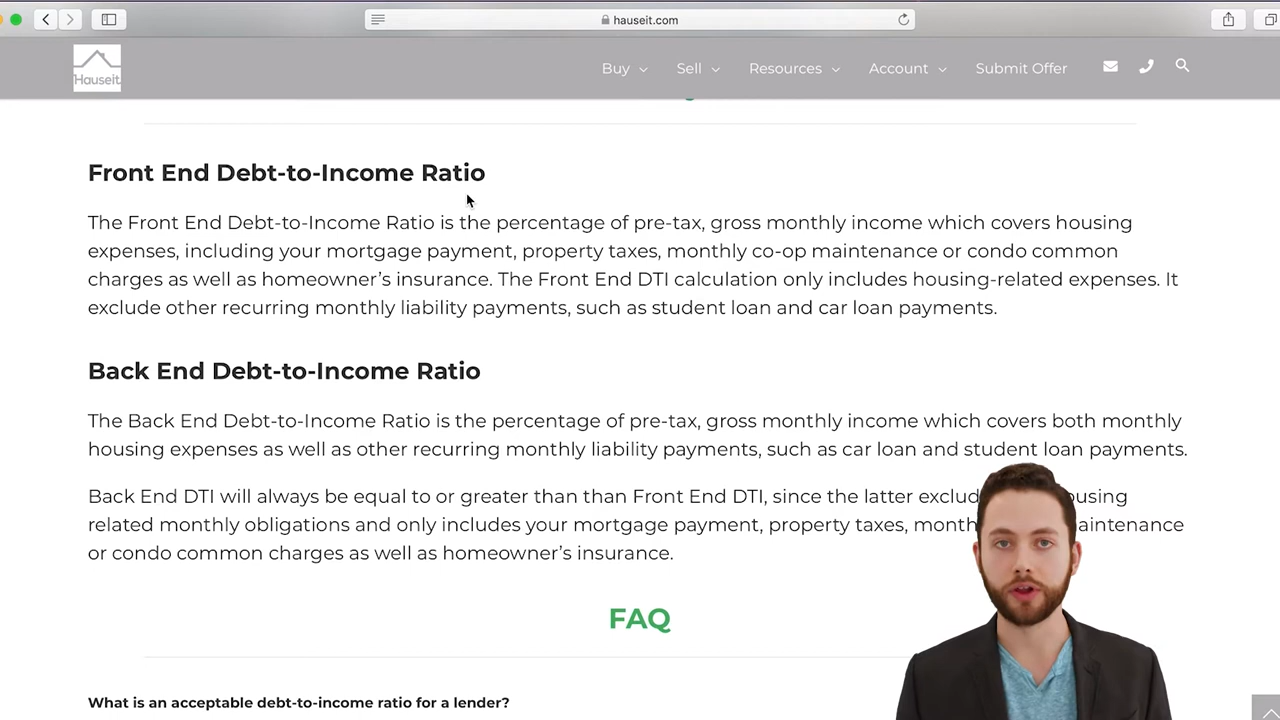 hauseit.com
Hauseit
Buy Sell Resources Account Submit Offer
Front End Debt-to-Income Ratio
The Front End Debt-to-Income Ratio is the percentage of pre-tax, gross monthly income which covers housing
expenses, including your mortgage payment, property taxes, monthly co-op maintenance or condo common
charges as well as homeowner’s insurance. The Front End DTI calculation only includes housing-related expenses. It
exclude other recurring monthly liability payments, such as student loan and car loan payments.
Back End Debt-to-Income Ratio
The Back End Debt-to-Income Ratio is the percentage of pre-tax, gross monthly income which covers both monthly
housing expenses as well as other recurring monthly liability payments, such as car loan and student loan payments.
Back End DTI will always be equal to or greater than than Front End DTI, since the latter
related monthly obligations and only includes your mortgage payment, property taxes,
or condo common charges as well as homeowner’s insurance.
FAQ
What is an acceptable debt-to-income ratio for a lender?